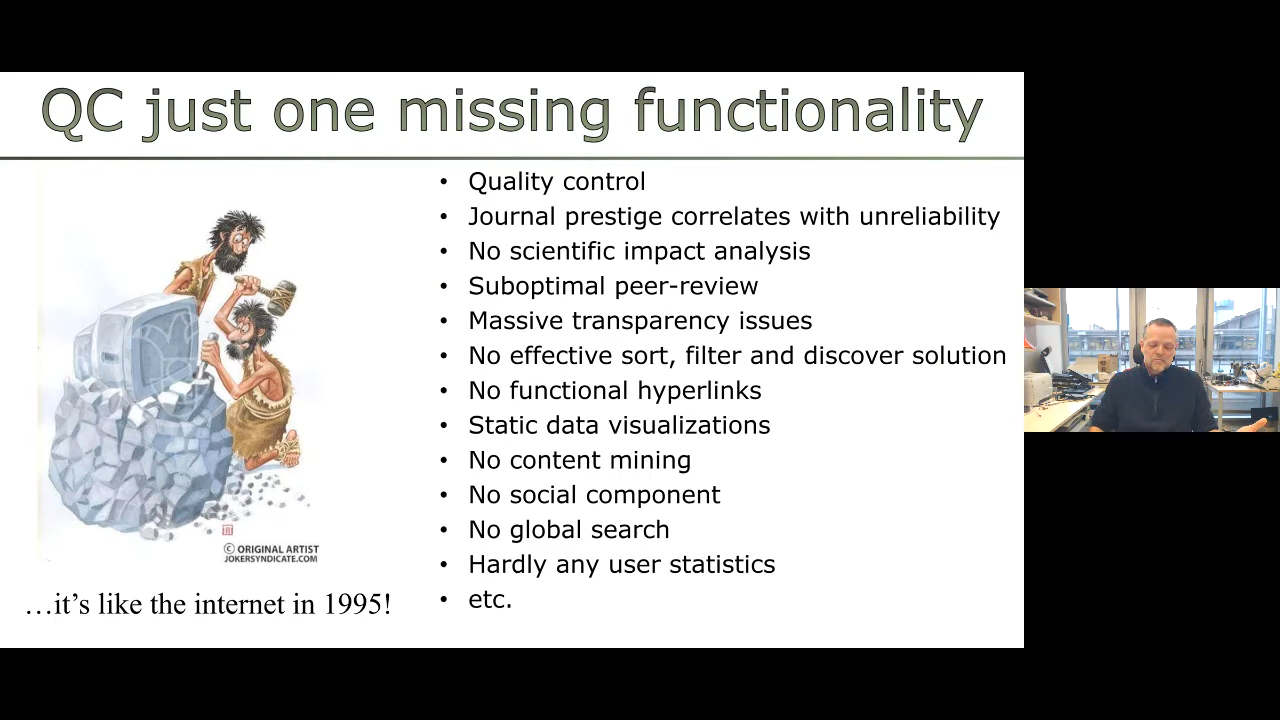 QC just one missing functionality
• Quality control
• Journal prestige correlates with unreliability
• No scientific impact analysis
• Suboptimal peer-review
• Massive transparency issues
• No effective sort, filter and discover solution
• No functional hyperlinks
• Static data visualizations
• No content mining
• No social component
• No global search
• Hardly any user statistics
• etc.
© ORIGINAL ARTIST
JOKERSYNDICATE.COM
…it’s like the internet in 1995!